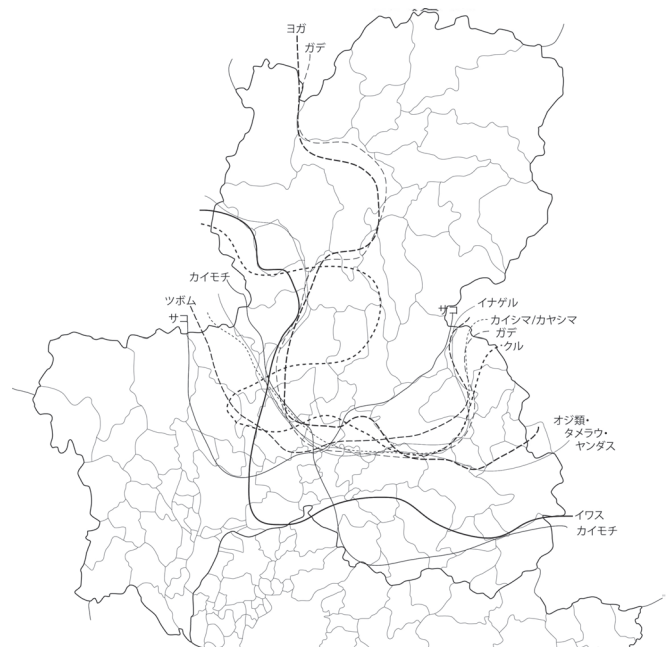 ヨガ
ガデ
カイモチ
ツボム
サコ
サコ
イナゲル
カイシマ/カヤシマ
ガデ
クル
オジ類・
タメラウ・
ヤンダス
イワス
カイモチ